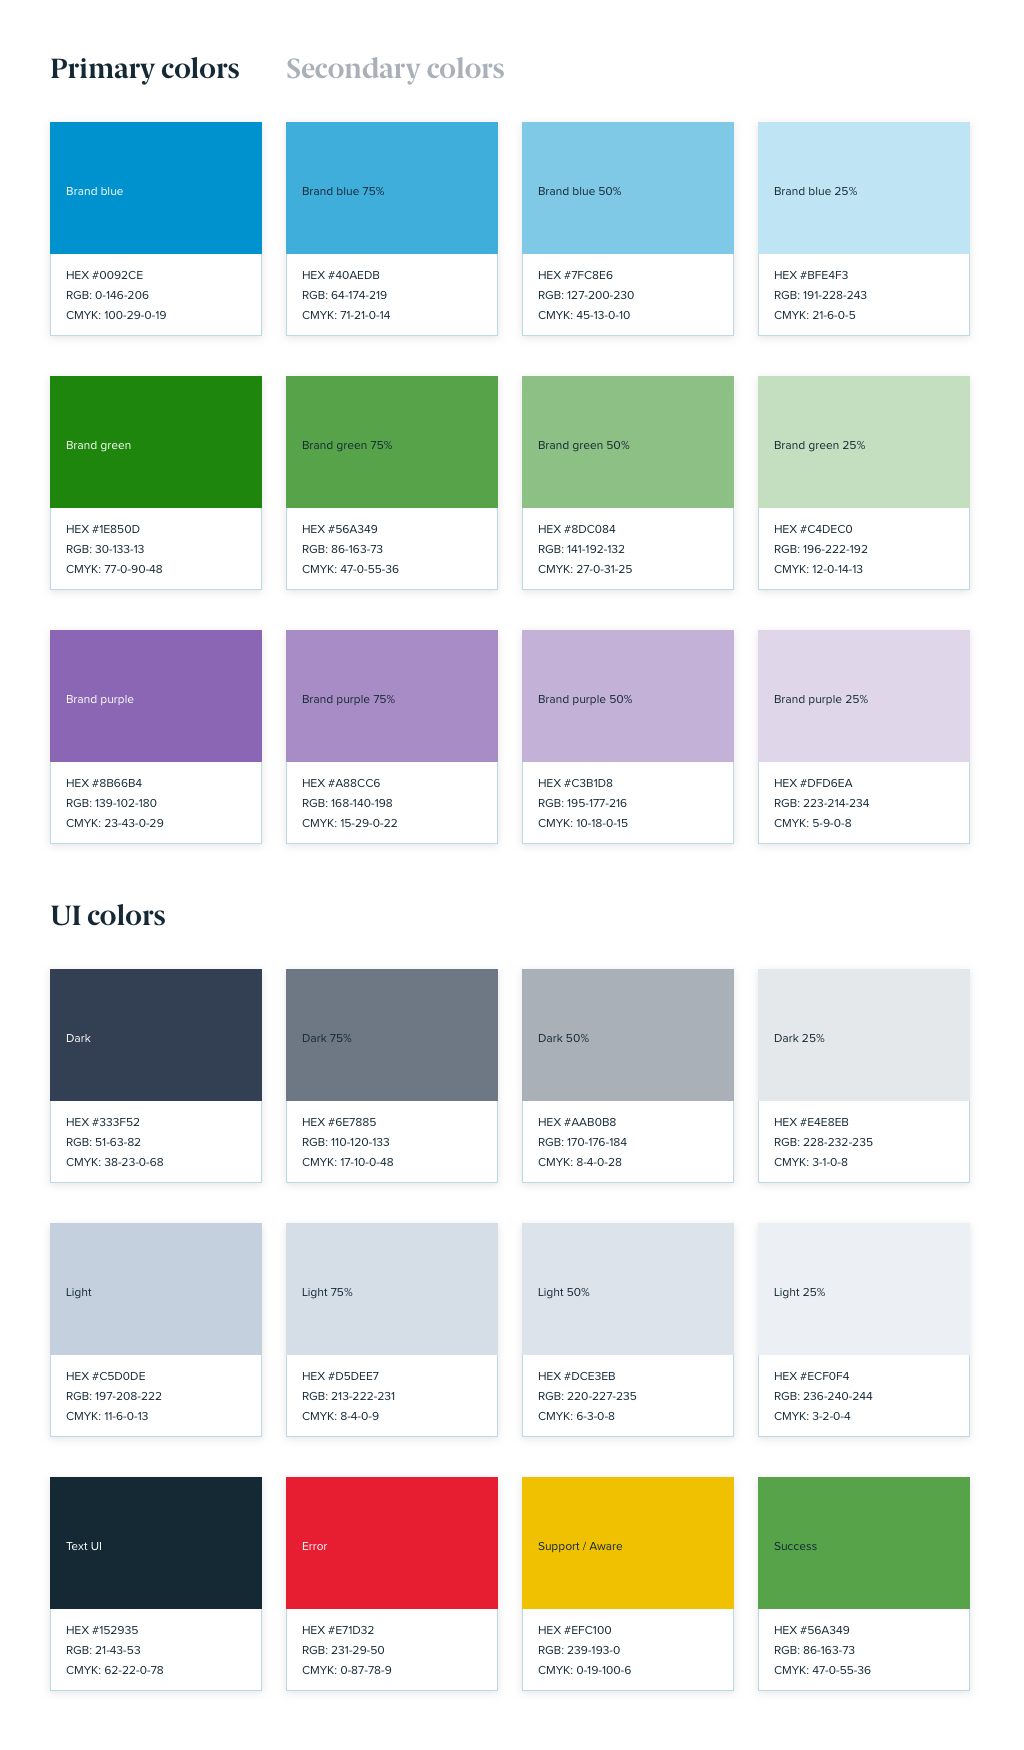 Primary colors
Secondary colors
Brand blue
HEX #0092CE
RGB: 0-146-206
CMYK: 100-29-0-19
Brand blue 75%
HEX #40AEDB
RGB: 64-174-219
CMYK: 71-21-0-14
Brand blue 50%
HEX #7FC8E6
RGB: 127-200-230
CMYK: 45-13-0-10
Brand blue 25%
HEX #BFE4F3
RGB: 191-228-243
CMYK: 21-6-0-5
Brand green
HEX #1E850D
RGB: 30-133-13
CMYK: 77-0-90-48
Brand green 75%
HEX #56A349
RGB: 86-163-73
CMYK: 47-0-55-36
Brand green 50%
HEX #8DC084
RGB: 141-192-132
CMYK: 27-0-31-25
Brand green 25%
HEX #C4DEC0
RGB: 196-222-192
CMYK: 12-0-14-13
Brand purple
HEX #8B66B4
RGB: 139-102-180
CMYK: 23-43-0-29
Brand purple 75%
HEX #A88CC6
RGB: 168-140-198
CMYK: 15-29-0-22
Brand purple 50%
HEX #C3B1D8
RGB: 195-177-216
CMYK: 10-18-0-15
Brand purple 25%
HEX #DFD6EA
RGB: 223-214-234
CMYK: 5-9-0-8
UI colors
Dark
HEX #333F52
RGB: 51-63-82
CMYK: 38-23-0-68
Dark 75%
HEX #6E7885
RGB: 110-120-133
CMYK: 17-10-0-48
Dark 50%
HEX #AAB0B8
RGB: 170-176-184
CMYK: 8-4-0-28
Dark 25%
HEX #E4E8EB
RGB: 228-232-235
CMYK: 3-1-0-8
Light
HEX #C5D0DE
RGB: 197-208-222
CMYK: 11-6-0-13
Light 75%
HEX #D5DEE7
RGB: 213-222-231
CMYK: 8-4-0-9
Light 50%
HEX #DCE3EB
RGB: 220-227-235
CMYK: 6-3-0-8
Light 25%
HEX #ECF0F4
RGB: 236-240-244
CMYK: 3-2-0-4
Text UI
HEX #152935
RGB: 21-43-53
CMYK: 62-22-0-78
Error
HEX #E71D32
RGB: 231-29-50
CMYK: 0-87-78-9
Support / Aware
HEX #EFC100
RGB: 239-193-0
CMYK: 0-19-100-6
Success
HEX #56A349
RGB: 86-163-73
CMYK: 47-0-55-36